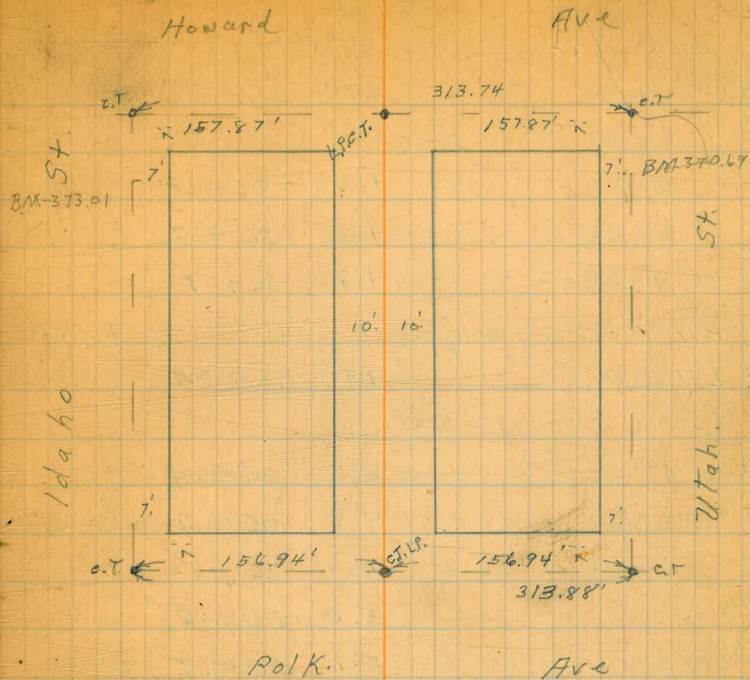 Howard Ave
313.74
c.T c.T
157.87' L.P.C.T. 157.87'
7' 7'
BM-373.01 BM-370.69
St. St.
10' 10'
Idaho Utah.
7' 7'
156.94' C.T.L.P. 156.94'
c.T c.T
313.88'
Polk. Ave